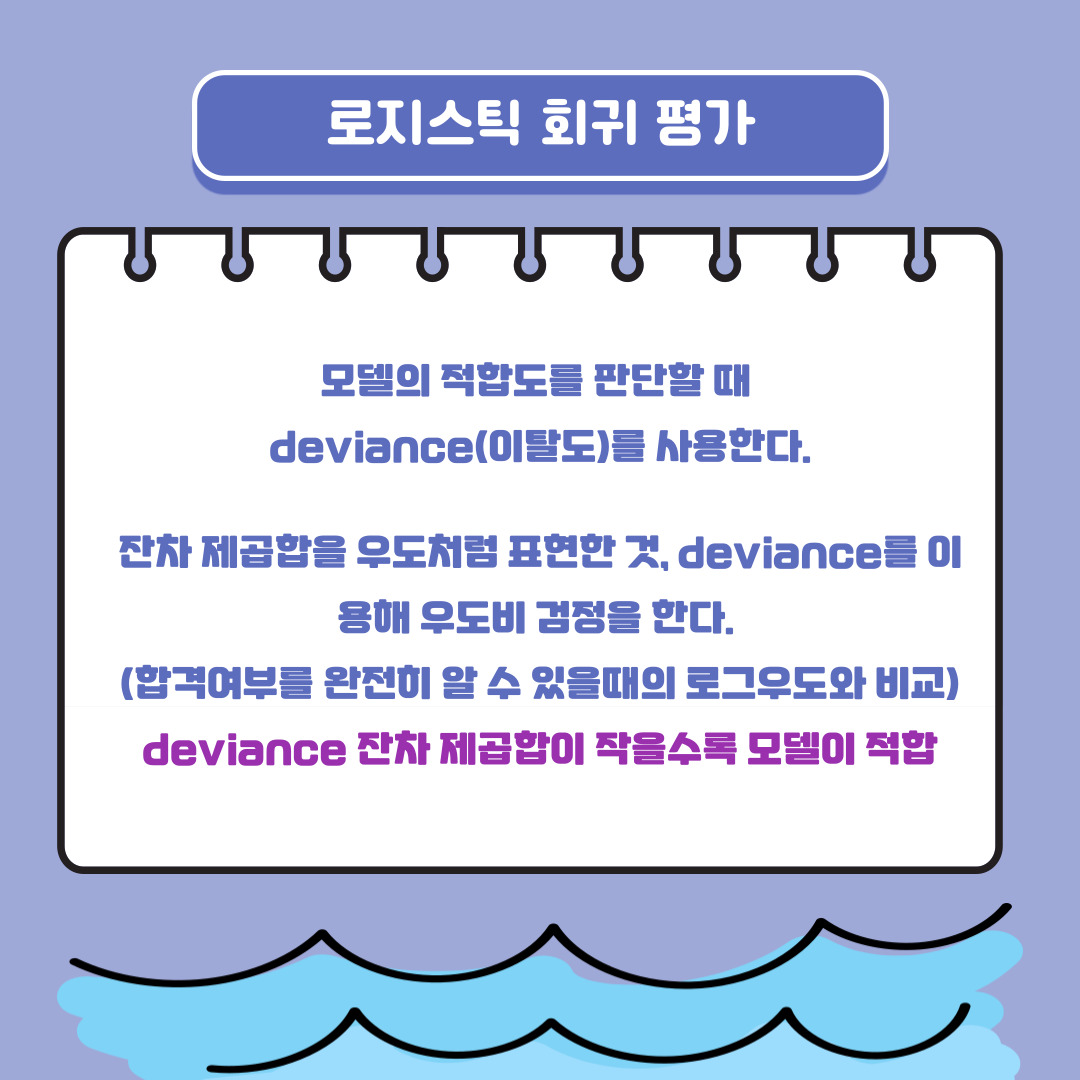 로지스틱 회귀 평가
모델의 적합도를 판단할 때
deviance(이탈도)를 사용한다.
잔차 제곱합을 우도처럼 표현한 것, deviance를 이
용해 우도비 검정을 한다.
(합격여부를 완전히 알 수 있을때의 로그우도와 비교)
deviance 잔차 제곱합이 작을수록 모델이 적합